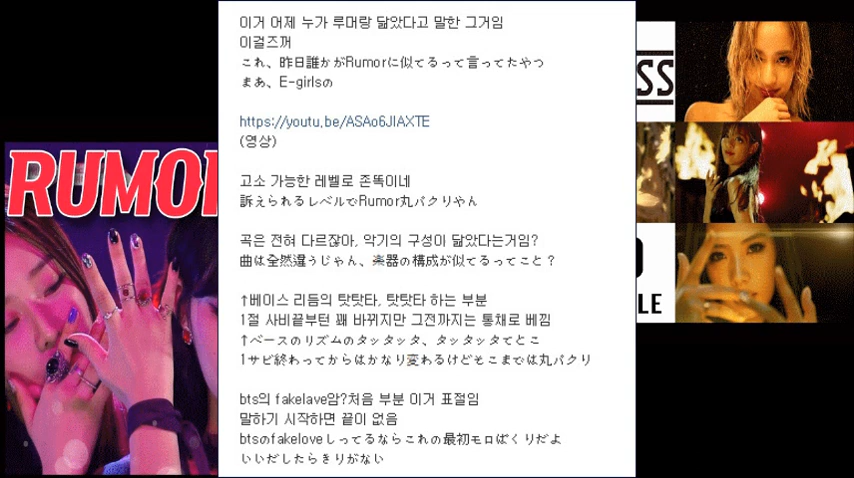 이거 어제 누가 루머랑 닮았다고 말한 그거임
이걸즈꺼
これ、昨日誰かがRumorに似てるって言ってたやつ
まあ、E-girlsの
https://youtu.be/ASAo6JIAXTE
(영상)
고소 가능한 레벨로 존똑이네
訴えられるレベルでRumor丸パクりやん
곡은 전혀 다르잖아, 악기의 구성이 닮았다는거임?
曲は全然違うじゃん、楽器の構成が似てるってこと？
↑베이스 리듬의 탓탓타, 탓탓타 하는 부분
1절 사비끝부턴 꽤 바뀌지만 그전까지는 통채로 베낌
↑ベースのリズムのタッタッタ、タッタッタてとこ
1サビ終わってからはかなり変わるけどそこまでは丸パクり
bts의 fakelave암?처음 부분 이거 표절임
말하기 시작하면 끝이 없음
btsのfakeloveしってるならこれの最初モロぱくりだよ
いいだしたらきりがない
RUMOR
SS
LE